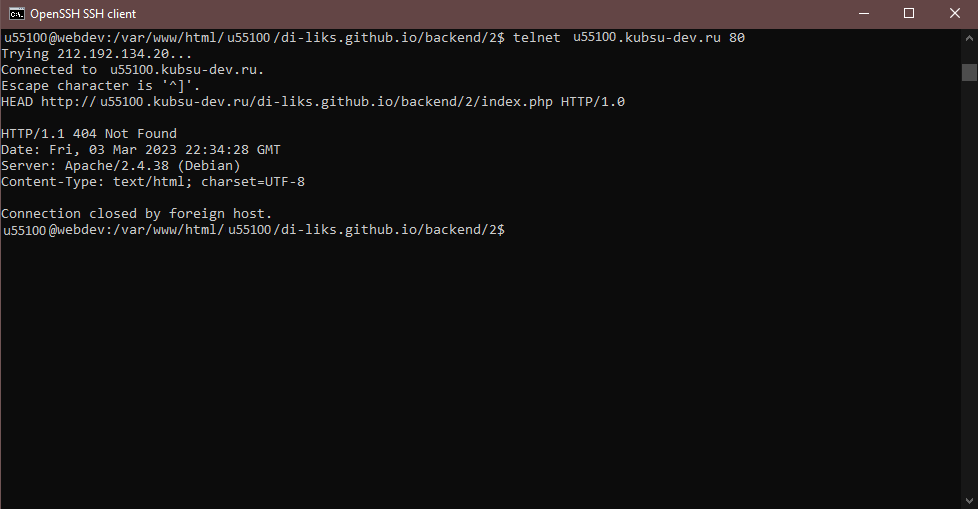 OpenSSH SSH client
u55100@webdev:/var/www/html/u55100/di-liks.github.io/backend/2$ telnet u55100.kubsu-dev.ru 80
Trying 212.192.134.20...
Connected to u55100.kubsu-dev.ru.
Escape character is '^]'.
HEAD http://u55100.kubsu-dev.ru/di-liks.github.io/backend/2/index.php HTTP/1.0
HTTP/1.1 404 Not Found
Date: Fri, 03 Mar 2023 22:34:28 GMT
Server: Apache/2.4.38 (Debian)
Content-Type: text/html; charset=UTF-8
Connection closed by foreign host.
u55100@webdev:/var/www/html/u55100/di-liks.github.io/backend/2$